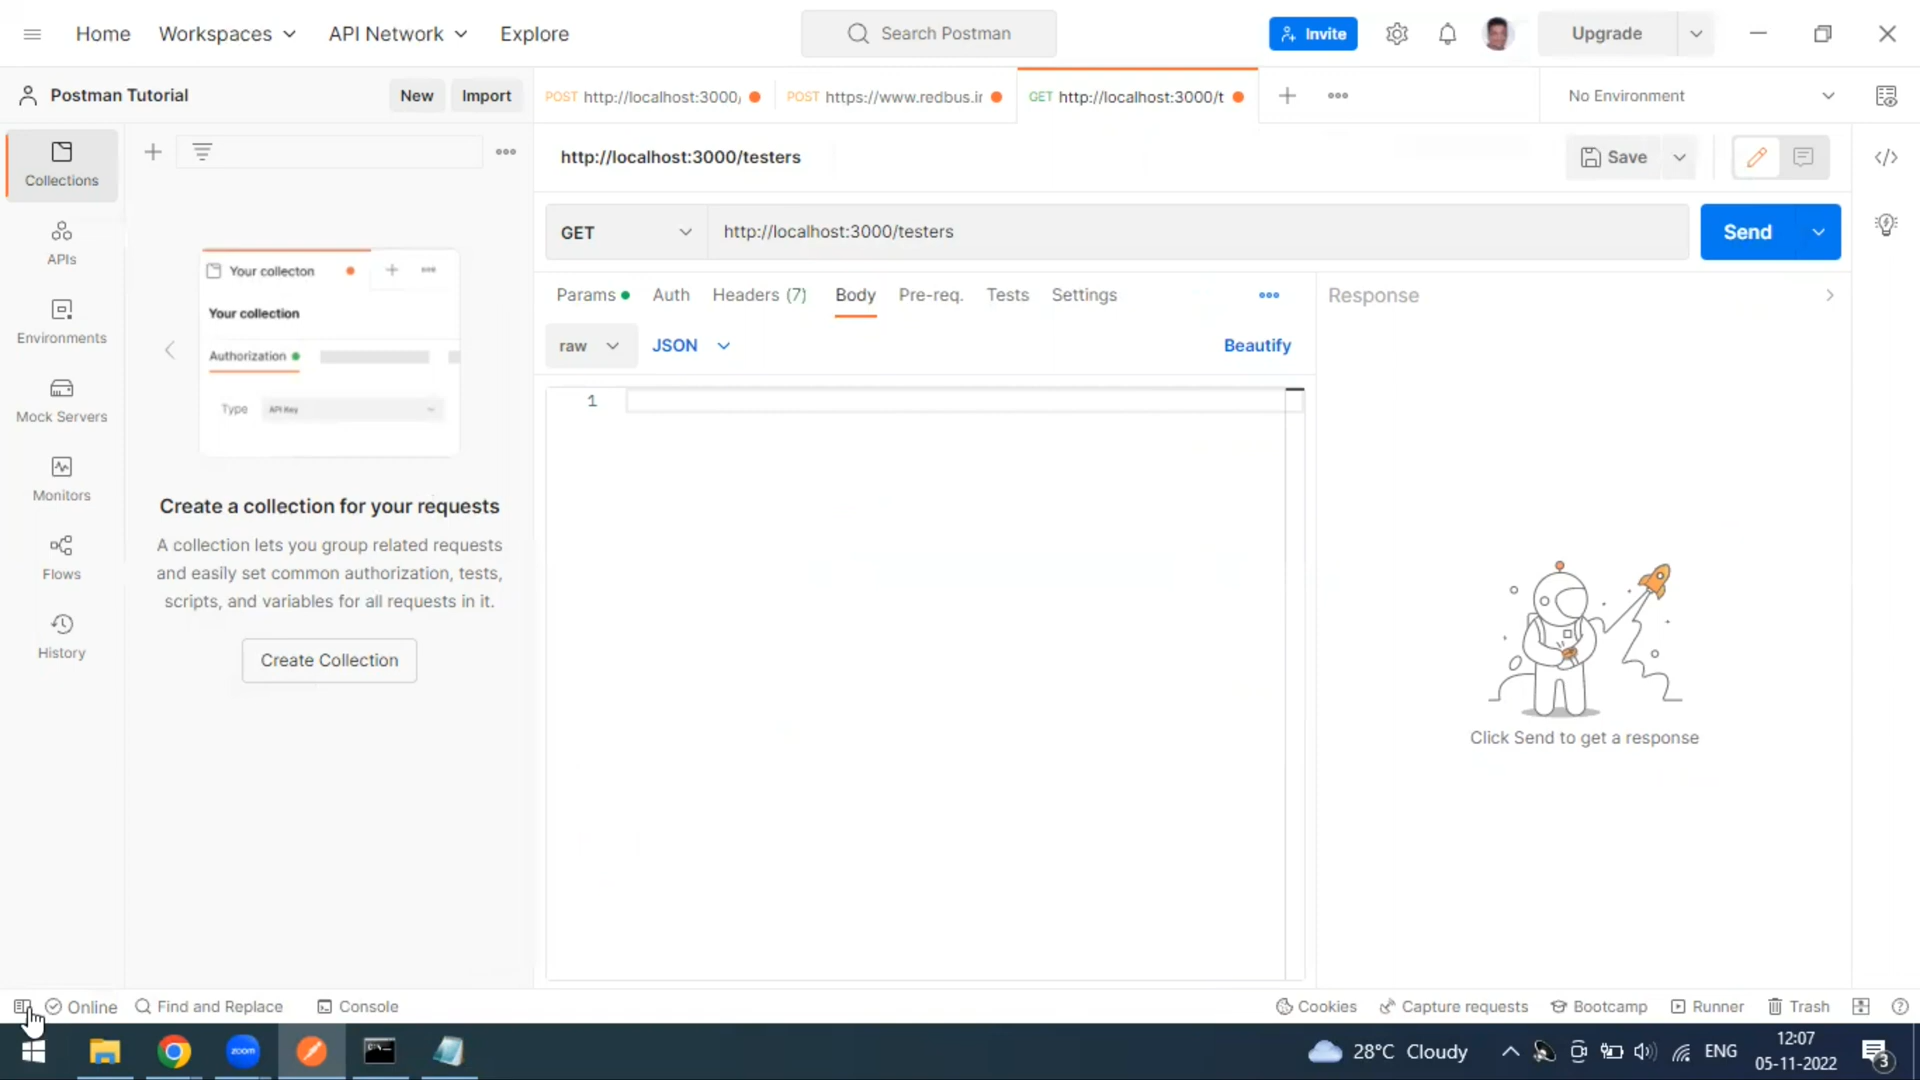 Home Workspaces API Network Explore Search Postman Invite Upgrade
Postman Tutorial New Import POST http://localhost:3000, POST https://www.redbus.ir GET http://localhost:3000/t No Environment
Collections
APIs
Environments
Mock Servers
Monitors
Flows
History
Your collecton
Your collection
Authorization
Type API Key
Create a collection for your requests
A collection lets you group related requests
and easily set common authorization, tests,
scripts, and variables for all requests in it.
Create Collection
http://localhost:3000/testers Save
GET http://localhost:3000/testers Send
Params Auth Headers (7) Body Pre-req. Tests Settings
raw JSON Beautify
1
Response
Click Send to get a response
Online Find and Replace Console Cookies Capture requests Bootcamp Runner Trash
zoom 28°C Cloudy ENG 12:07
05-11-2022 3